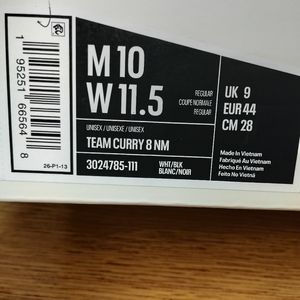 M 10
W 11.5
REGULAR
COUPE NORMALE
REGULAR
UK 9
EUR 44
CM 28
UNISEX / UNISEXE / UNISEX
TEAM CURRY 8 NM
3024785-111
WHT/BLK
BLANC/NOIR
Made In Vietnam
Fabriqué Au Vietnam
Hecho En Vietnam
Feito No Vietnã
1 95251 66564 8
26-P1-13